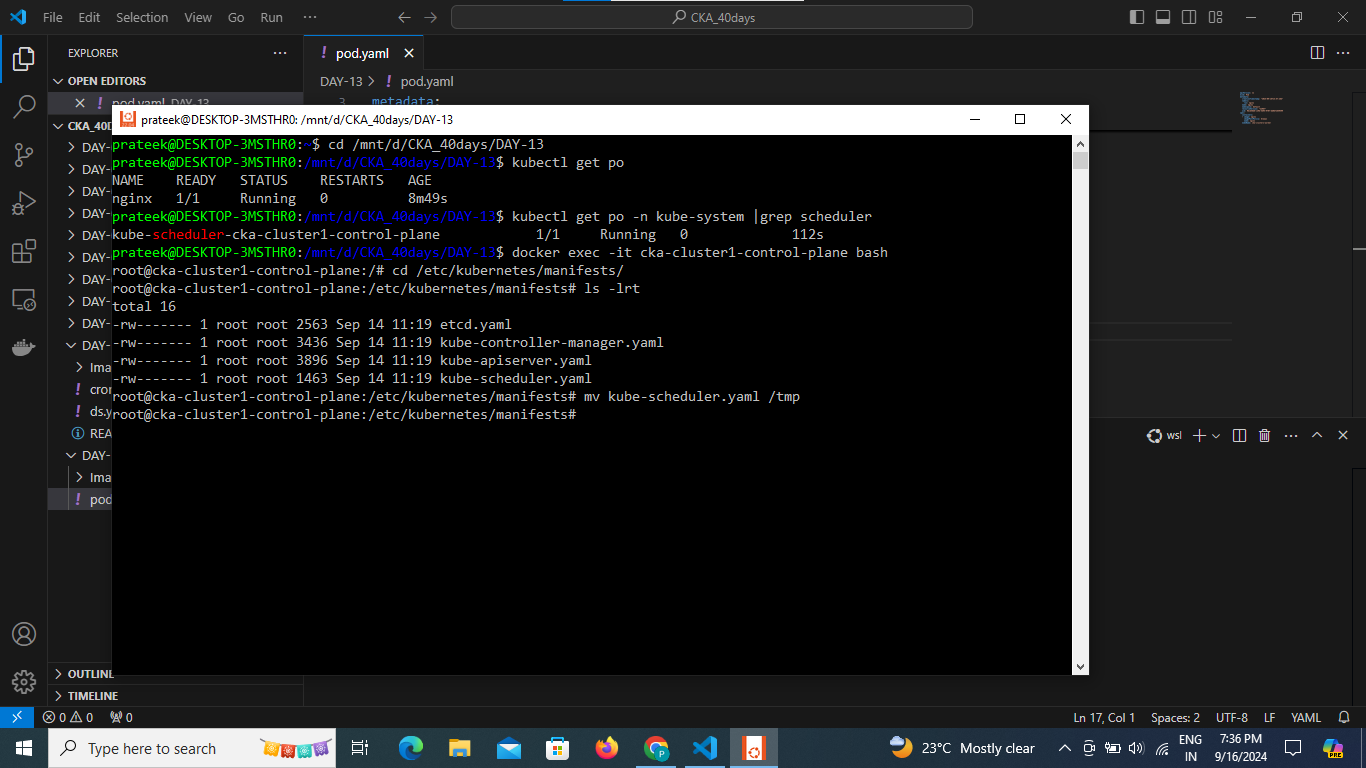 File Edit Selection View Go Run ··· CKA_40days
EXPLORER ···
OPEN EDITORS
pod.yaml DAY-13
CKA_40D
DAY-
DAY-
DAY-
DAY-
DAY-
DAY-
DAY-
DAY-
DAY-
DAY-
> Ima
! cron
! ds.y
REA
DAY-
> Ima
! pod
OUTLINE
TIMELINE
! pod.yaml
DAY-13 > ! pod.yaml
3 metadata:
prateek@DESKTOP-3MSTHR0: /mnt/d/CKA_40days/DAY-13
prateek@DESKTOP-3MSTHR0:~$ cd /mnt/d/CKA_40days/DAY-13
prateek@DESKTOP-3MSTHR0:/mnt/d/CKA_40days/DAY-13$ kubectl get po
NAME READY STATUS RESTARTS AGE
nginx 1/1 Running 0 8m49s
prateek@DESKTOP-3MSTHR0:/mnt/d/CKA_40days/DAY-13$ kubectl get po -n kube-system |grep scheduler
kube-scheduler-cka-cluster1-control-plane 1/1 Running 0 112s
prateek@DESKTOP-3MSTHR0:/mnt/d/CKA_40days/DAY-13$ docker exec -it cka-cluster1-control-plane bash
root@cka-cluster1-control-plane:/# cd /etc/kubernetes/manifests/
root@cka-cluster1-control-plane:/etc/kubernetes/manifests# ls -lrt
total 16
-rw------- 1 root root 2563 Sep 14 11:19 etcd.yaml
-rw------- 1 root root 3436 Sep 14 11:19 kube-controller-manager.yaml
-rw------- 1 root root 3896 Sep 14 11:19 kube-apiserver.yaml
-rw------- 1 root root 1463 Sep 14 11:19 kube-scheduler.yaml
root@cka-cluster1-control-plane:/etc/kubernetes/manifests# mv kube-scheduler.yaml /tmp
root@cka-cluster1-control-plane:/etc/kubernetes/manifests#
wsl
0 0 0 Ln 17, Col 1 Spaces: 2 UTF-8 LF YAML
Type here to search
23°C Mostly clear
ENG
IN
7:36 PM
9/16/2024
PRE